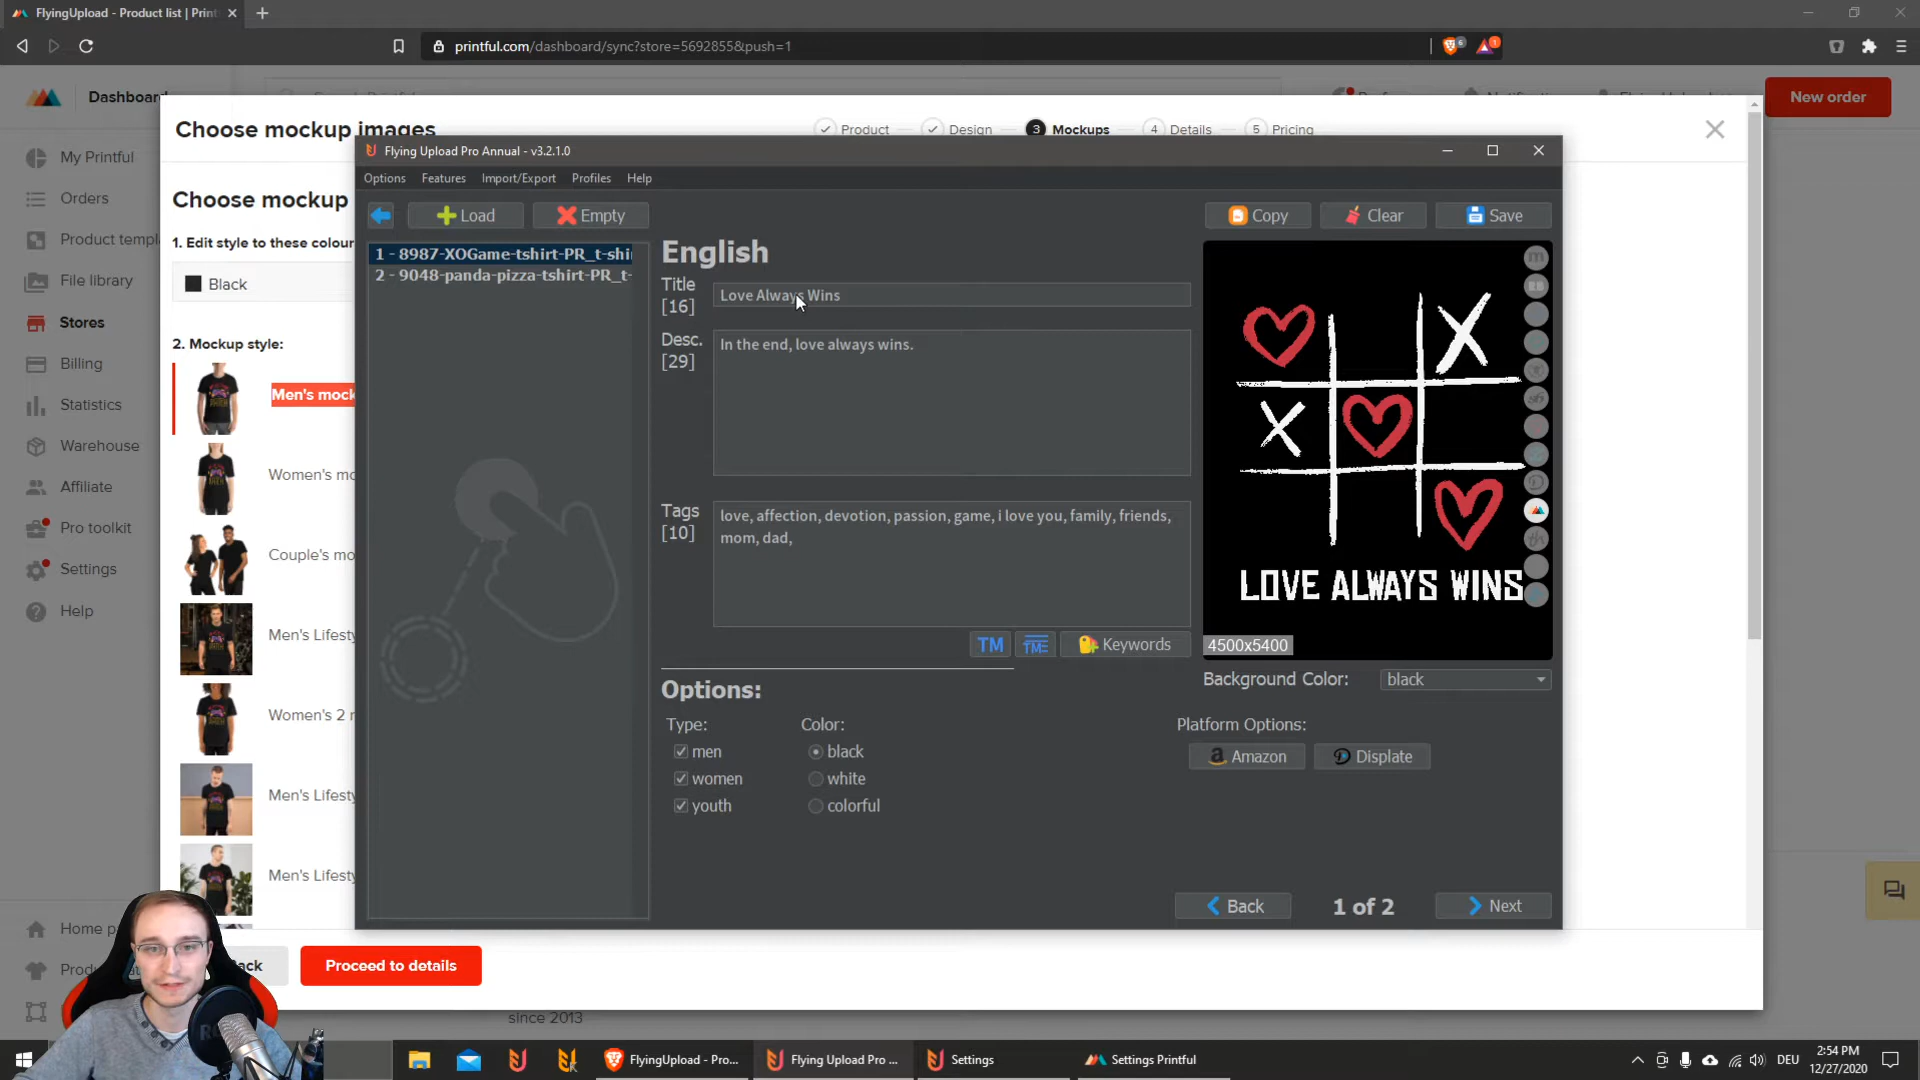 FlyingUpload - Product list | Print
printful.com/dashboard/sync?store=5692855&push=1
6
1
Dashboard
New order
Choose mockup images
Product
Design
3 Mockups
4 Details
5 Pricing
My Printful
Orders
Product templ
File library
Stores
Billing
Statistics
Warehouse
Affiliate
Pro toolkit
Settings
Help
Home p
Choose mockup
1. Edit style to these colour
Black
2. Mockup style:
Men's mock
Women's mo
Couple's mo
Men's Lifesty
Women's 2 r
Men's Lifesty
Men's Lifesty
Proceed to details
since 2013
Flying Upload Pro Annual - v3.2.1.0
Options Features Import/Export Profiles Help
Load Empty
Copy Clear Save
1 - 8987-XOGame-tshirt-PR_t-shi
2 - 9048-panda-pizza-tshirt-PR_t-
English
Title
[16]
Love Always Wins
Desc.
[29]
In the end, love always wins.
Tags
[10]
love, affection, devotion, passion, game, i love you, family, friends,
mom, dad,
TM TM Keywords
Options:
Type:
men
women
youth
Color:
black
white
colorful
LOVE ALWAYS WINS
4500x5400
Background Color: black
Platform Options:
Amazon Displate
Back 1 of 2 Next
FlyingUpload - Pro...
Flying Upload Pro ...
Settings
Settings Printful
DEU
2:54 PM
12/27/2020